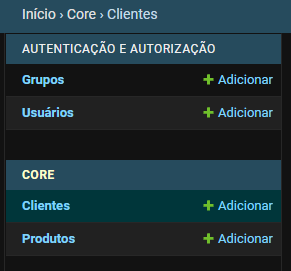 Início › Core › Clientes
AUTENTICAÇÃO E AUTORIZAÇÃO
Grupos + Adicionar
Usuários + Adicionar
CORE
Clientes + Adicionar
Produtos + Adicionar